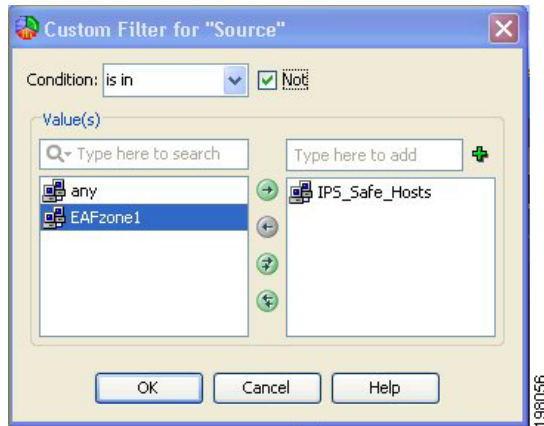 Custom Filter for "Source"
Condition: is in Not
Value(s)
Type here to search Type here to add
any IPS_Safe_Hosts
EAFzone1
OK Cancel Help
198056